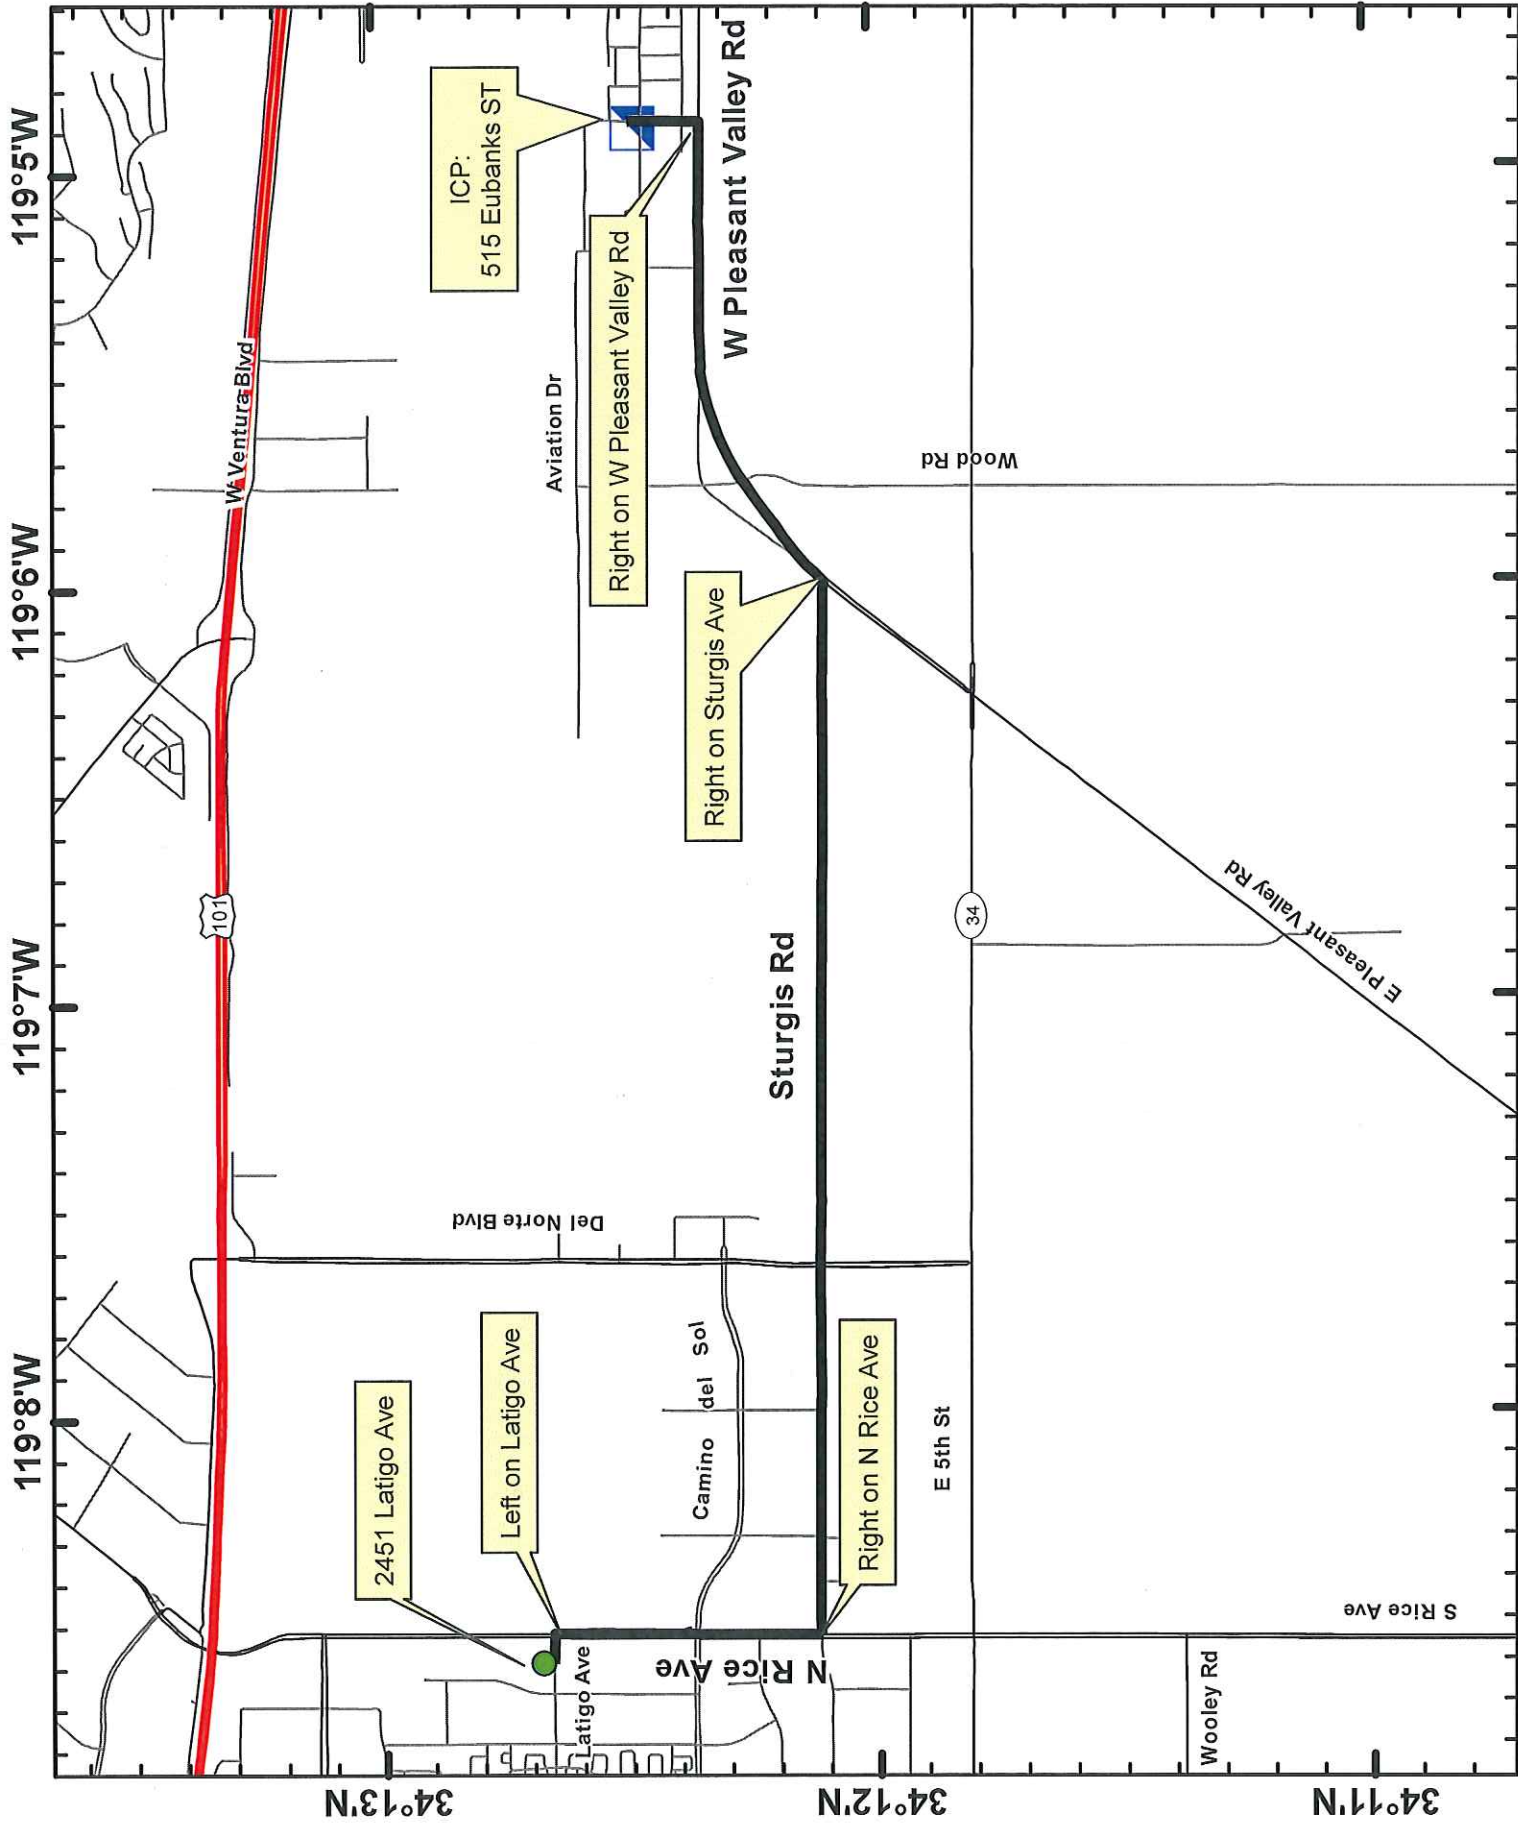 119°8'W
119°7'W
119°6'W
119°5'W
34°13'N
34°12'N
34°11'N
101
W Ventura Blvd
ICP:
515 Eubanks ST
Aviation Dr
Right on W Pleasant Valley Rd
W Pleasant Valley Rd
Right on Sturgis Ave
Wood Rd
Sturgis Rd
Del Norte Blvd
2451 Latigo Ave
Left on Latigo Ave
Latigo Ave
Camino del Sol
N Rice Ave
Right on N Rice Ave
E 5th St
34
E Pleasant Valley Rd
S Rice Ave
Wooley Rd